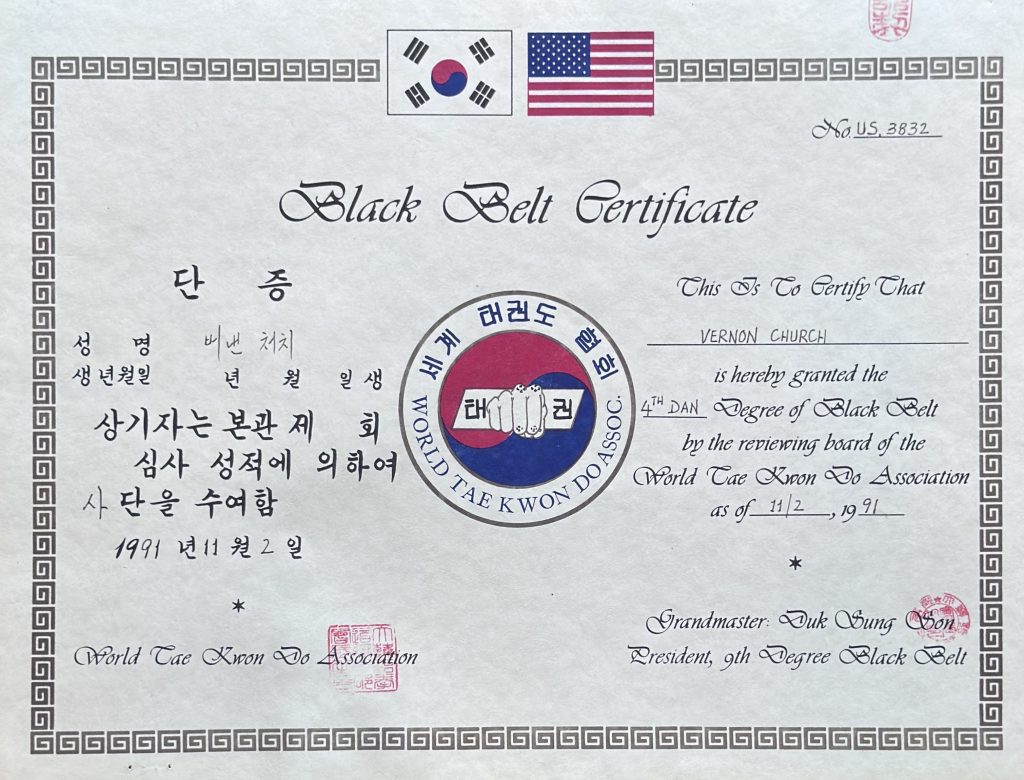 No. US. 3832
Black Belt Certificate
단 증
성 명 버낸 처치
생년월일 년 월 일생
상기자는 본관 제 회
심사 성적에 의하여
사 단을 수여함
1991 년 11 월 2 일
World Tae Kwon Do Association
세계 태권도 협회
태 권
WORLD TAE KWON DO ASSOC.
This Is To Certify That
VERNON CHURCH
is hereby granted the
4TH DAN Degree of Black Belt
by the reviewing board of the
World Tae Kwon Do Association
as of 11/2, 1991
Grandmaster: Duk Sung Son
President, 9th Degree Black Belt